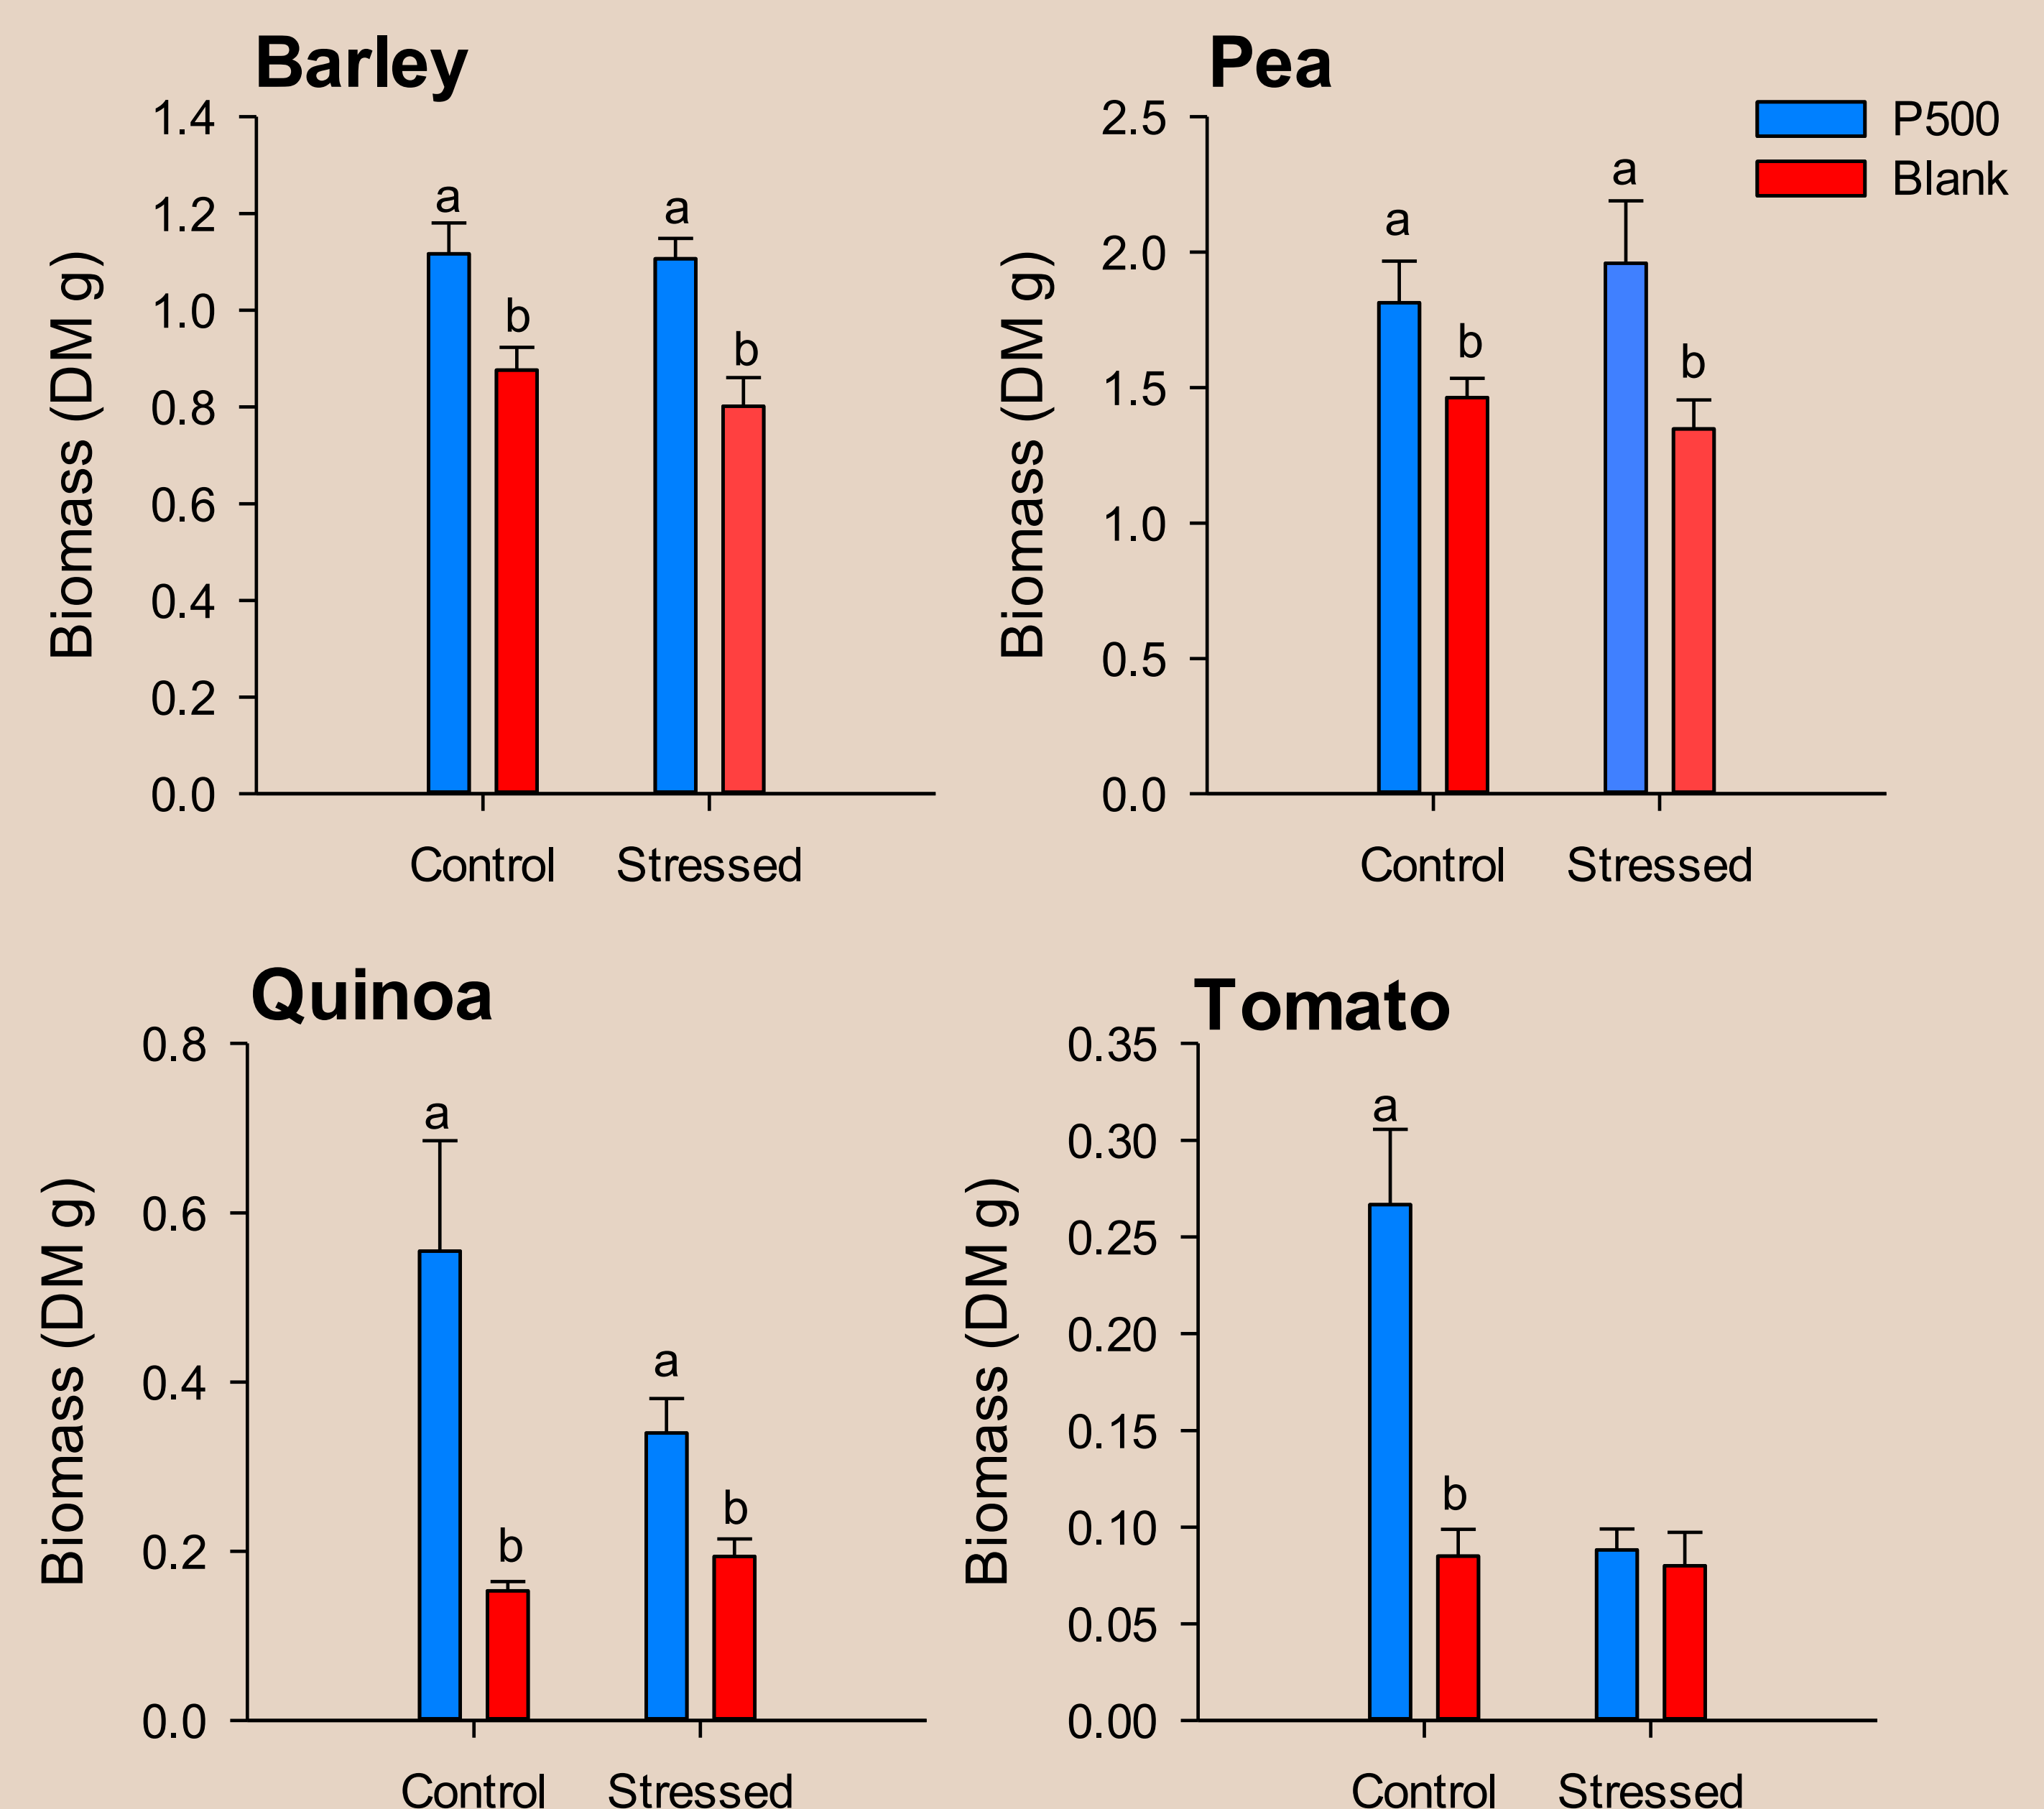 Barley
Biomass (DM g)
1.4
1.2
1.0
0.8
0.6
0.4
0.2
0.0
a
b
a
b
Control Stressed
Pea
P500
Blank
Biomass (DM g)
2.5
2.0
1.5
1.0
0.5
0.0
a
b
a
b
Control Stressed
Quinoa
Biomass (DM g)
0.8
0.6
0.4
0.2
0.0
a
b
a
b
Control Stressed
Tomato
Biomass (DM g)
0.35
0.30
0.25
0.20
0.15
0.10
0.05
0.00
a
b
Control Stressed